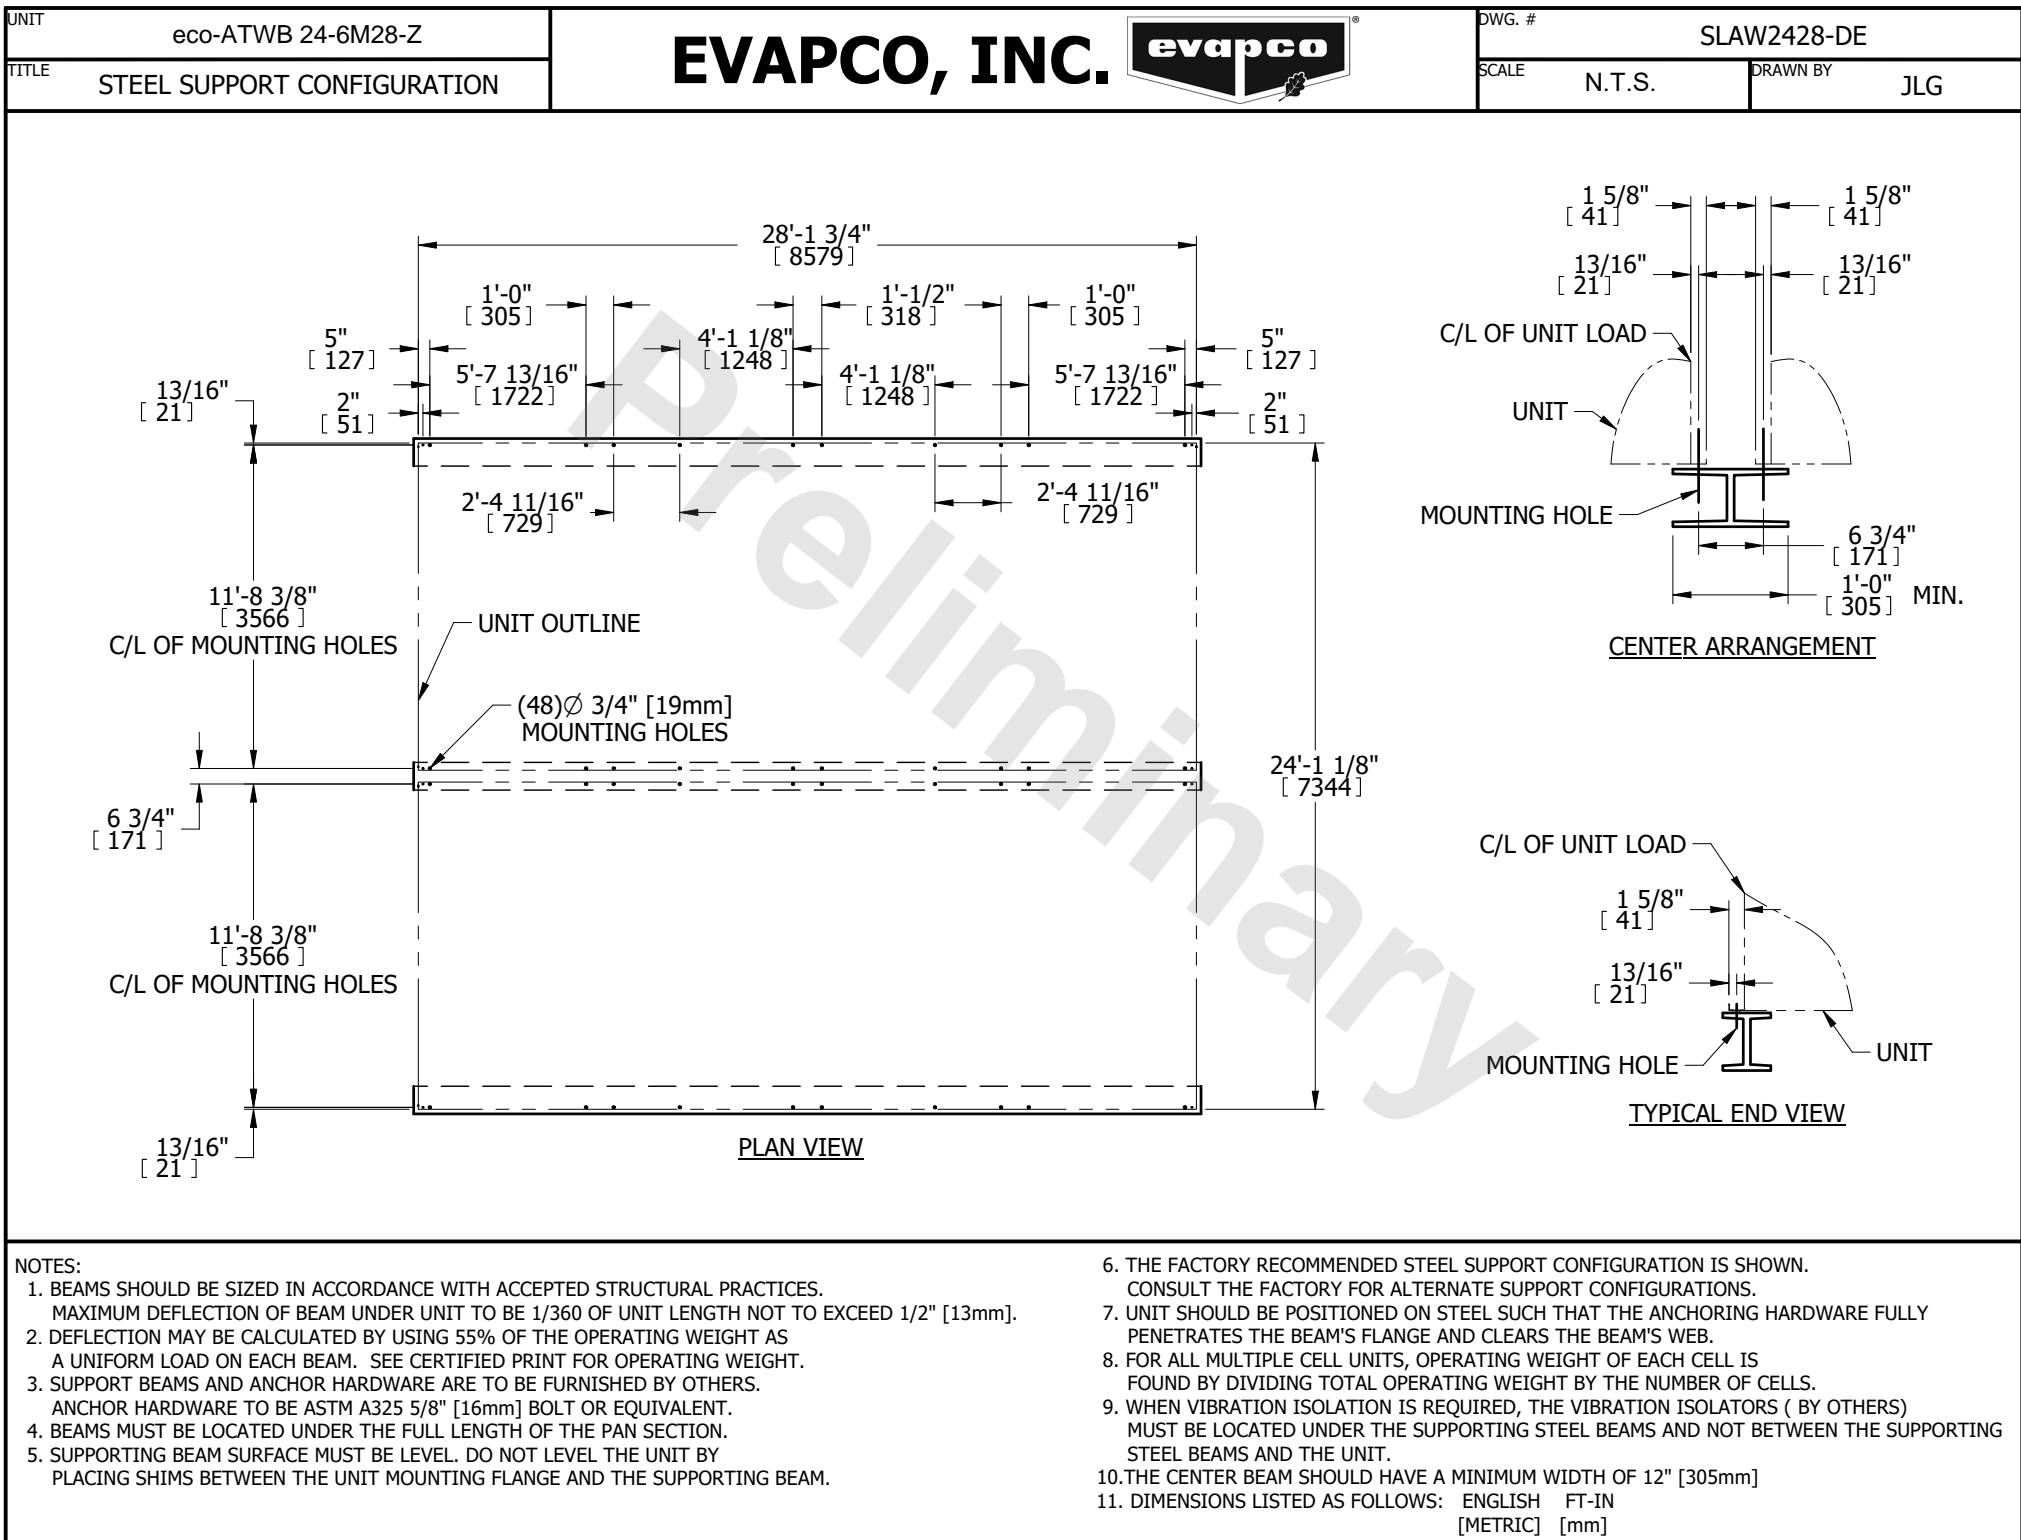 UNIT
eco-ATWB 24-6M28-Z
TITLE
STEEL SUPPORT CONFIGURATION
EVAPCO, INC.
evapco
®
DWG. #
SLAW2428-DE
SCALE
N.T.S.
DRAWN BY
JLG
28'-1 3/4"
[ 8579 ]
1'-0"
[ 305 ]
1'-1/2"
[ 318 ]
1'-0"
[ 305 ]
5"
[ 127 ]
4'-1 1/8"
[ 1248 ]
5"
[ 127 ]
5'-7 13/16"
[ 1722 ]
4'-1 1/8"
[ 1248 ]
5'-7 13/16"
[ 1722 ]
13/16"
[ 21 ]
2"
[ 51 ]
2"
[ 51 ]
2'-4 11/16"
[ 729 ]
2'-4 11/16"
[ 729 ]
11'-8 3/8"
[ 3566 ]
C/L OF MOUNTING HOLES
UNIT OUTLINE
(48)Ø 3/4" [19mm]
MOUNTING HOLES
6 3/4"
[ 171 ]
24'-1 1/8"
[ 7344 ]
11'-8 3/8"
[ 3566 ]
C/L OF MOUNTING HOLES
13/16"
[ 21 ]
PLAN VIEW
Preliminary
1 5/8"
[ 41 ]
1 5/8"
[ 41 ]
13/16"
[ 21 ]
13/16"
[ 21 ]
C/L OF UNIT LOAD
UNIT
MOUNTING HOLE
6 3/4"
[ 171 ]
1'-0"
[ 305 ] MIN.
CENTER ARRANGEMENT
C/L OF UNIT LOAD
1 5/8"
[ 41 ]
13/16"
[ 21 ]
MOUNTING HOLE
UNIT
TYPICAL END VIEW
NOTES:
1. BEAMS SHOULD BE SIZED IN ACCORDANCE WITH ACCEPTED STRUCTURAL PRACTICES.
MAXIMUM DEFLECTION OF BEAM UNDER UNIT TO BE 1/360 OF UNIT LENGTH NOT TO EXCEED 1/2" [13mm].
2. DEFLECTION MAY BE CALCULATED BY USING 55% OF THE OPERATING WEIGHT AS
A UNIFORM LOAD ON EACH BEAM. SEE CERTIFIED PRINT FOR OPERATING WEIGHT.
3. SUPPORT BEAMS AND ANCHOR HARDWARE ARE TO BE FURNISHED BY OTHERS.
ANCHOR HARDWARE TO BE ASTM A325 5/8" [16mm] BOLT OR EQUIVALENT.
4. BEAMS MUST BE LOCATED UNDER THE FULL LENGTH OF THE PAN SECTION.
5. SUPPORTING BEAM SURFACE MUST BE LEVEL. DO NOT LEVEL THE UNIT BY
PLACING SHIMS BETWEEN THE UNIT MOUNTING FLANGE AND THE SUPPORTING BEAM.
6. THE FACTORY RECOMMENDED STEEL SUPPORT CONFIGURATION IS SHOWN.
CONSULT THE FACTORY FOR ALTERNATE SUPPORT CONFIGURATIONS.
7. UNIT SHOULD BE POSITIONED ON STEEL SUCH THAT THE ANCHORING HARDWARE FULLY
PENETRATES THE BEAM'S FLANGE AND CLEARS THE BEAM'S WEB.
8. FOR ALL MULTIPLE CELL UNITS, OPERATING WEIGHT OF EACH CELL IS
FOUND BY DIVIDING TOTAL OPERATING WEIGHT BY THE NUMBER OF CELLS.
9. WHEN VIBRATION ISOLATION IS REQUIRED, THE VIBRATION ISOLATORS ( BY OTHERS)
MUST BE LOCATED UNDER THE SUPPORTING STEEL BEAMS AND NOT BETWEEN THE SUPPORTING
STEEL BEAMS AND THE UNIT.
10.THE CENTER BEAM SHOULD HAVE A MINIMUM WIDTH OF 12" [305mm]
11. DIMENSIONS LISTED AS FOLLOWS: ENGLISH FT-IN
[METRIC] [mm]